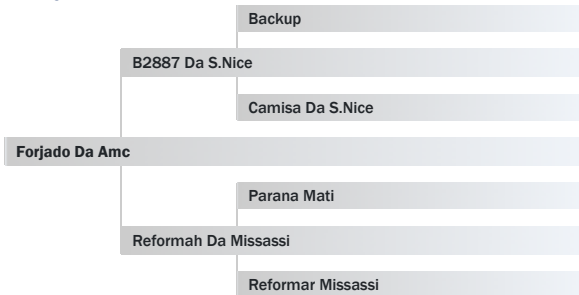 Backup
B2887 Da S.Nice
Camisa Da S.Nice
Forjado Da Amc
Parana Mati
Reformah Da Missassi
Reformar Missassi